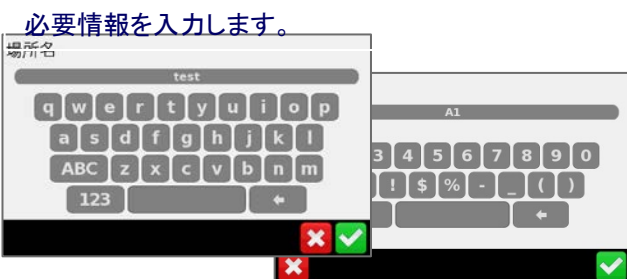 必要情報を入力します。
場所名
test
q w e r t y u i o p
a s d f g h j k l
ABC z x c v b n m
123
A1
3 4 5 6 7 8 9 0
! $ % - _ ( )